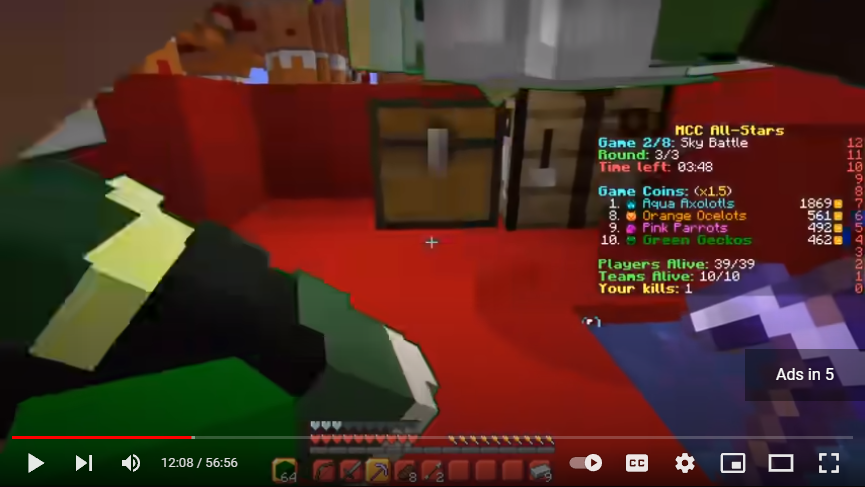 MCC All-Stars
Game 2/8: Sky Battle 12
Round: 3/3 11
Time left: 03:48 10
9
Game Coins: (x1.5) 8
1. Aqua Axolotls 1869 7
8. Orange Ocelots 561 6
9. Pink Parrots 492 5
10. Green Geckos 462 4
3
Players Alive: 39/39 2
Teams Alive: 10/10 1
Your kills: 1 0
Ads in 5
12:08 / 56:56 CC
64 8 2 9